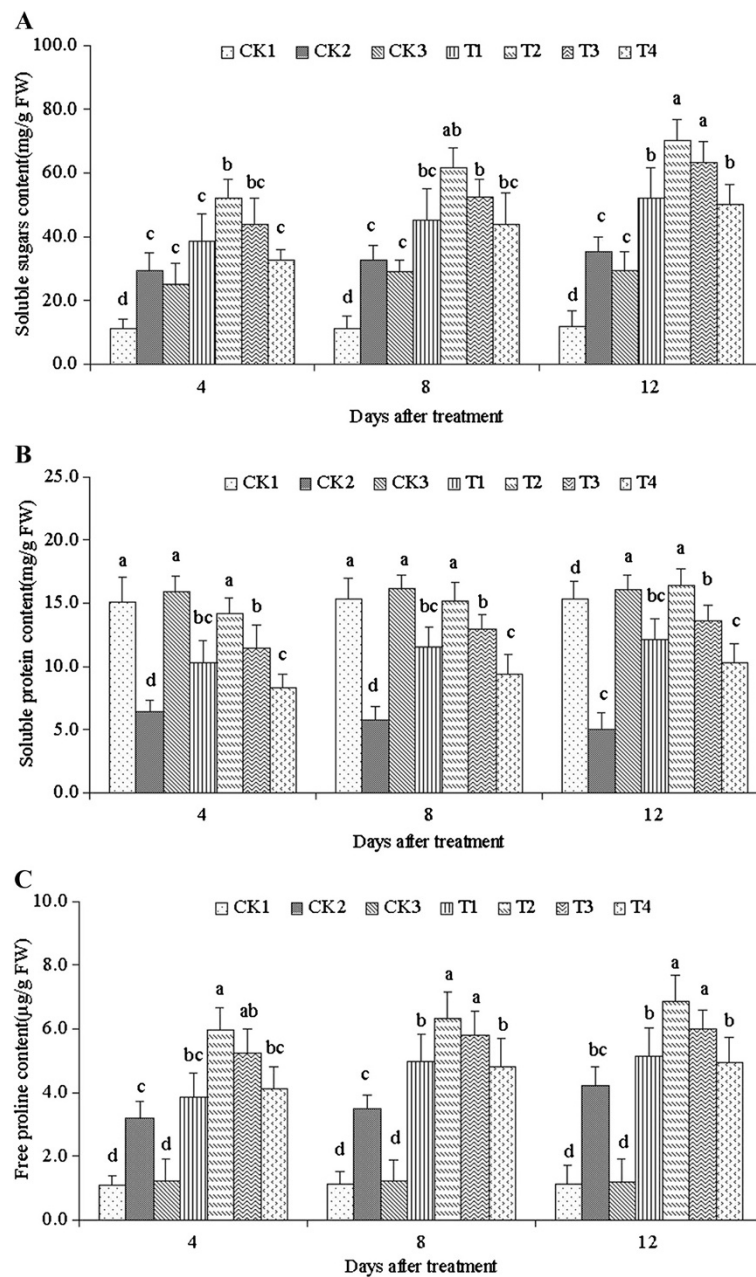 A
100.0
CK1 CK2 CK3 T1 T2 T3 T4
80.0
60.0
40.0
20.0
0.0
Soluble sugars content(mg/g FW)
d c c c b bc c
d c c bc ab b bc
d c c b a a b
4 8 12
Days after treatment
B
25.0
CK1 CK2 CK3 T1 T2 T3 T4
20.0
15.0
10.0
5.0
0.0
Soluble protein content(mg/g FW)
a d a bc a b c
a d a bc a b c
d c a bc a b c
4 8 12
Days after treatment
C
10.0
CK1 CK2 CK3 T1 T2 T3 T4
8.0
6.0
4.0
2.0
0.0
Free proline content(µg/g FW)
d c d bc a ab bc
d c d b a a b
d bc d b a a b
4 8 12
Days after treatment